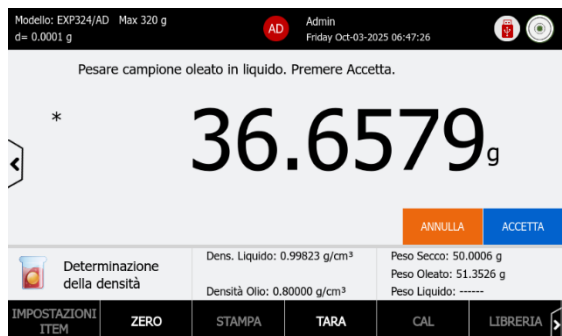 Modello: EXP324/AD Max 320 g
d= 0.0001 g
AD
Admin
Friday Oct-03-2025 06:47:26
Pesare campione oleato in liquido. Premere Accetta.
*
36.6579 g
ANNULLA
ACCETTA
Determinazione
della densità
Dens. Liquido: 0.99823 g/cm³
Densità Olio: 0.80000 g/cm³
Peso Secco: 50.0006 g
Peso Oleato: 51.3526 g
Peso Liquido: ------
IMPOSTAZIONI
ITEM
ZERO
STAMPA
TARA
CAL
LIBRERIA